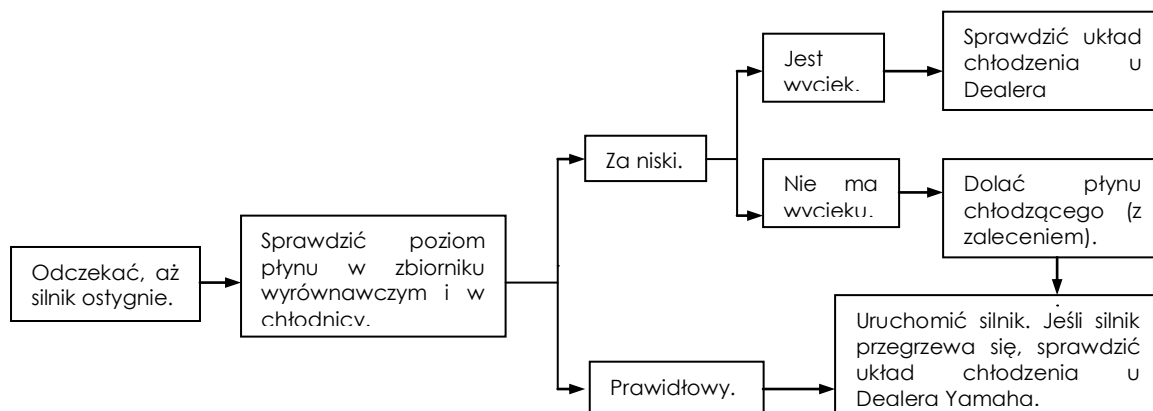 Odczekać, aż
silnik ostygnie.
Sprawdzić poziom
płynu w zbiorniku
wyrównawczym i w
chłodnicy.
Za niski.
Jest
wyciek.
Sprawdzić układ
chłodzenia u
Dealera
Nie ma
wycieku.
Dolać płynu
chłodzącego (z
zaleceniem).
Prawidłowy.
Uruchomić silnik. Jeśli silnik
przegrzewa się, sprawdzić
układ chłodzenia u
Dealera Yamaha.